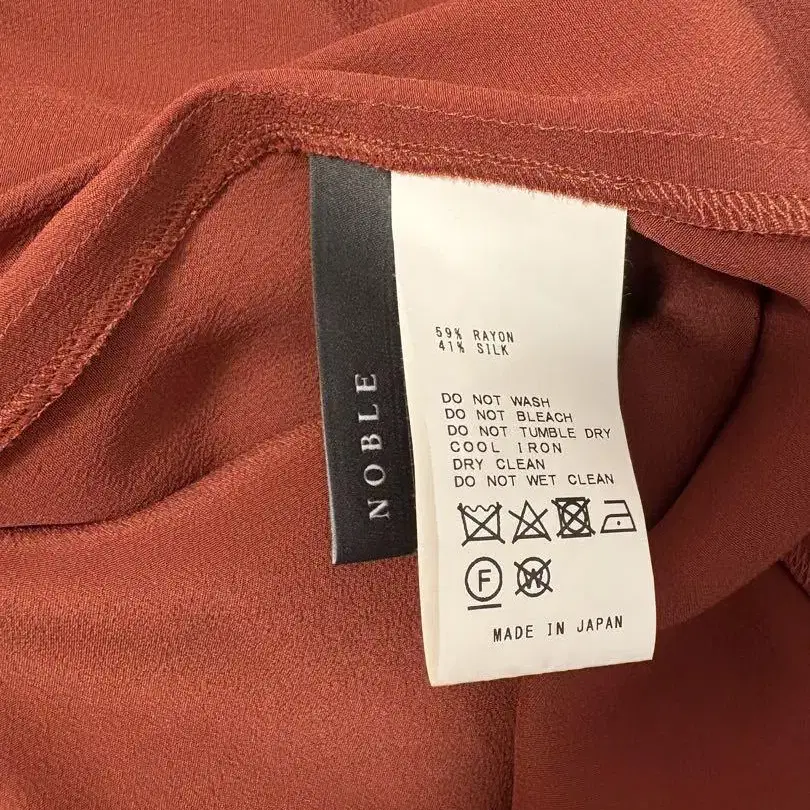 NOBLE
59% RAYON
41% SILK
DO NOT WASH
DO NOT BLEACH
DO NOT TUMBLE DRY
COOL IRON
DRY CLEAN
DO NOT WET CLEAN
F W
MADE IN JAPAN